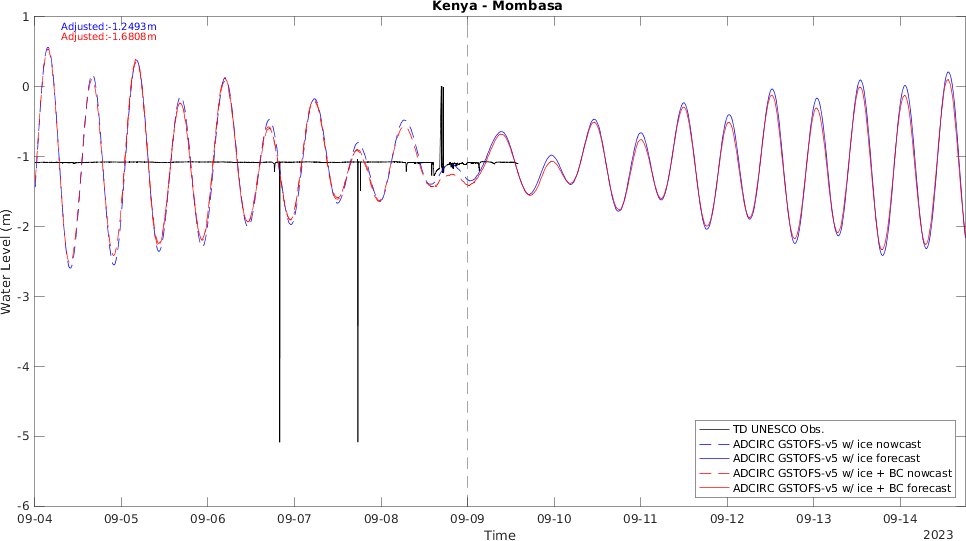 Kenya - Mombasa
Adjusted:-1.2493m
Adjusted:-1.6808m
1
0
-1
-2
-3
-4
-5
-6
Water Level (m)
TD UNESCO Obs.
ADCIRC GSTOFS-v5 w/ ice nowcast
ADCIRC GSTOFS-v5 w/ ice forecast
ADCIRC GSTOFS-v5 w/ ice + BC nowcast
ADCIRC GSTOFS-v5 w/ ice + BC forecast
09-04 09-05 09-06 09-07 09-08 09-09 09-10 09-11 09-12 09-13 09-14
Time
2023